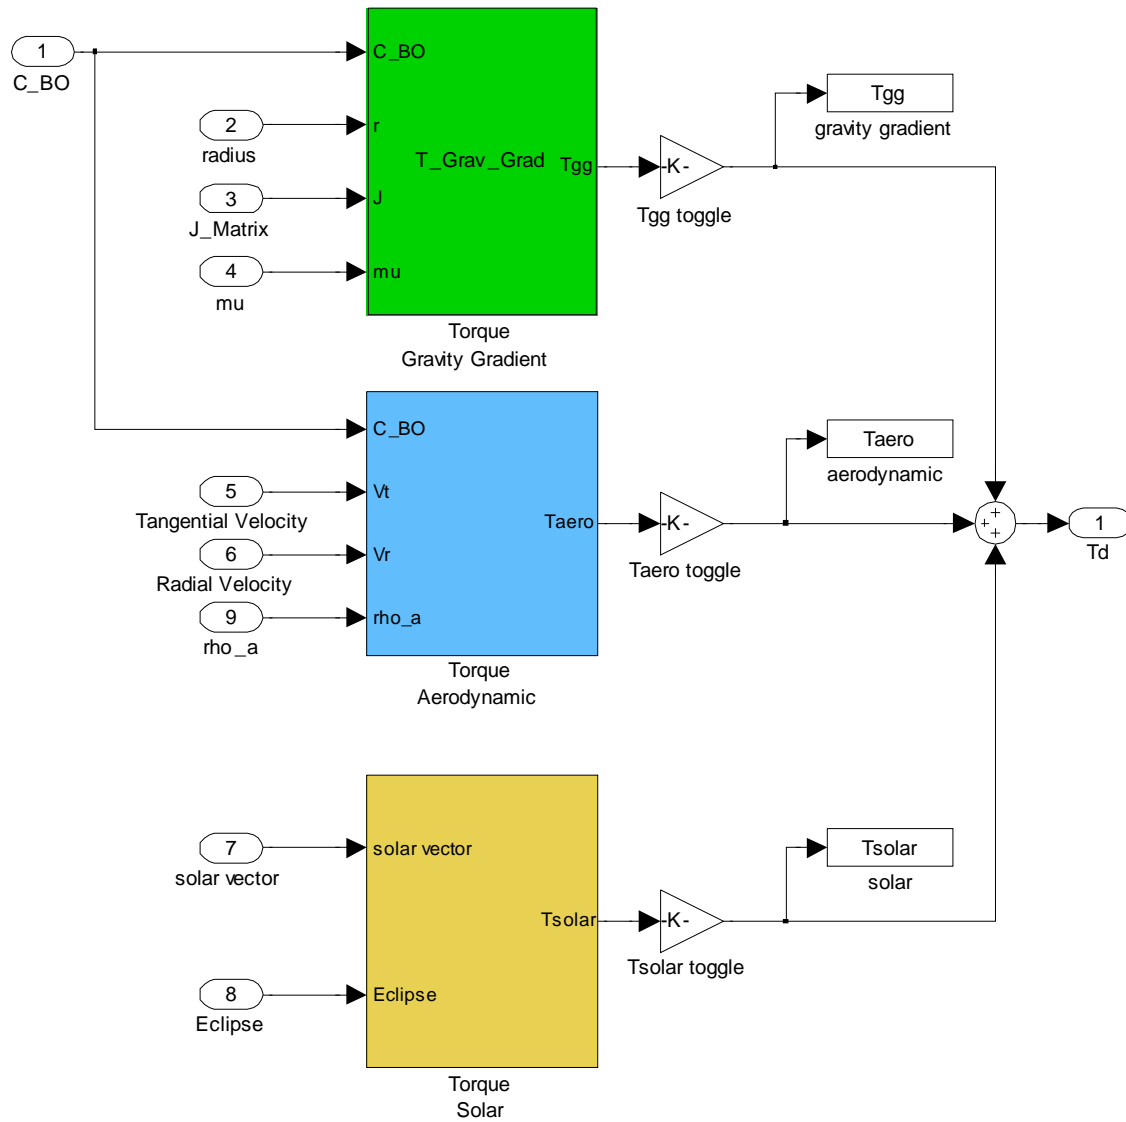 1
C_BO
2
radius
3
J_Matrix
4
mu
C_BO
r
J
mu
T_Grav_Grad
Tgg
Torque
Gravity Gradient
-K-
Tgg toggle
Tgg
gravity gradient
5
Tangential Velocity
6
Radial Velocity
9
rho_a
C_BO
Vt
Vr
rho_a
Taero
Torque
Aerodynamic
-K-
Taero toggle
Taero
aerodynamic
+
+
+
1
Td
7
solar vector
8
Eclipse
solar vector
Eclipse
Tsolar
Torque
Solar
-K-
Tsolar toggle
Tsolar
solar